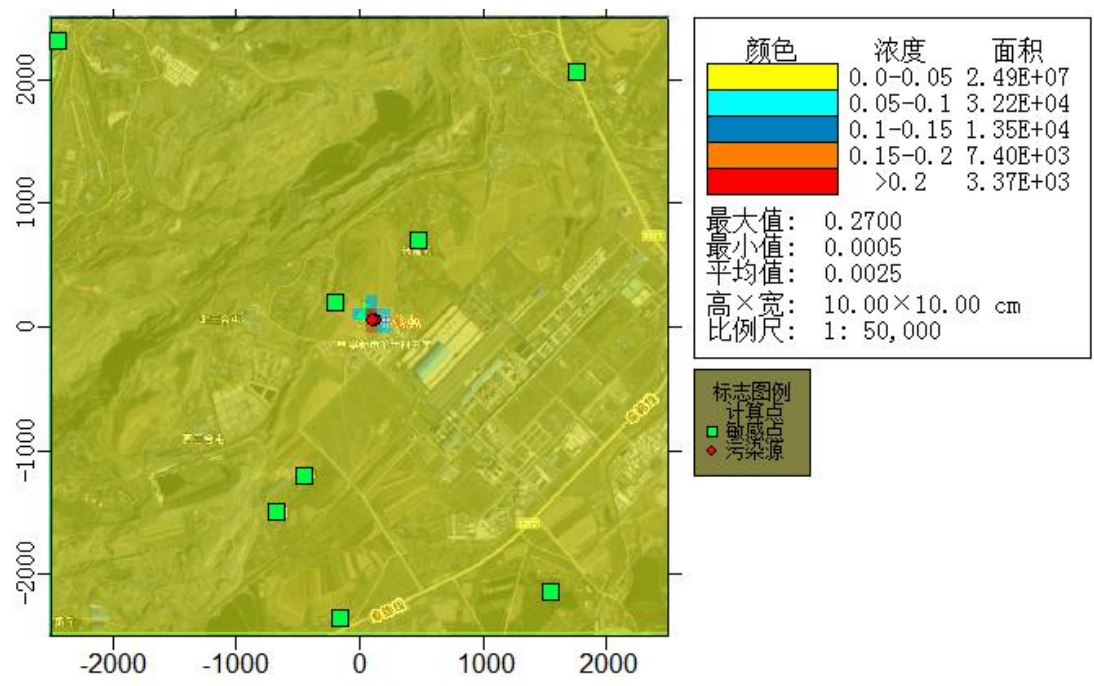 颜色 浓度 面积
0.0-0.05 2.49E+07
0.05-0.1 3.22E+04
0.1-0.15 1.35E+04
0.15-0.2 7.40E+03
>0.2 3.37E+03
最大值: 0.2700
最小值: 0.0005
平均值: 0.0025
高×宽: 10.00×10.00 cm
比例尺: 1: 50,000
标志图例
计算点
敏感点
污染源
2000
1000
0
-1000
-2000
-2000 -1000 0 1000 2000